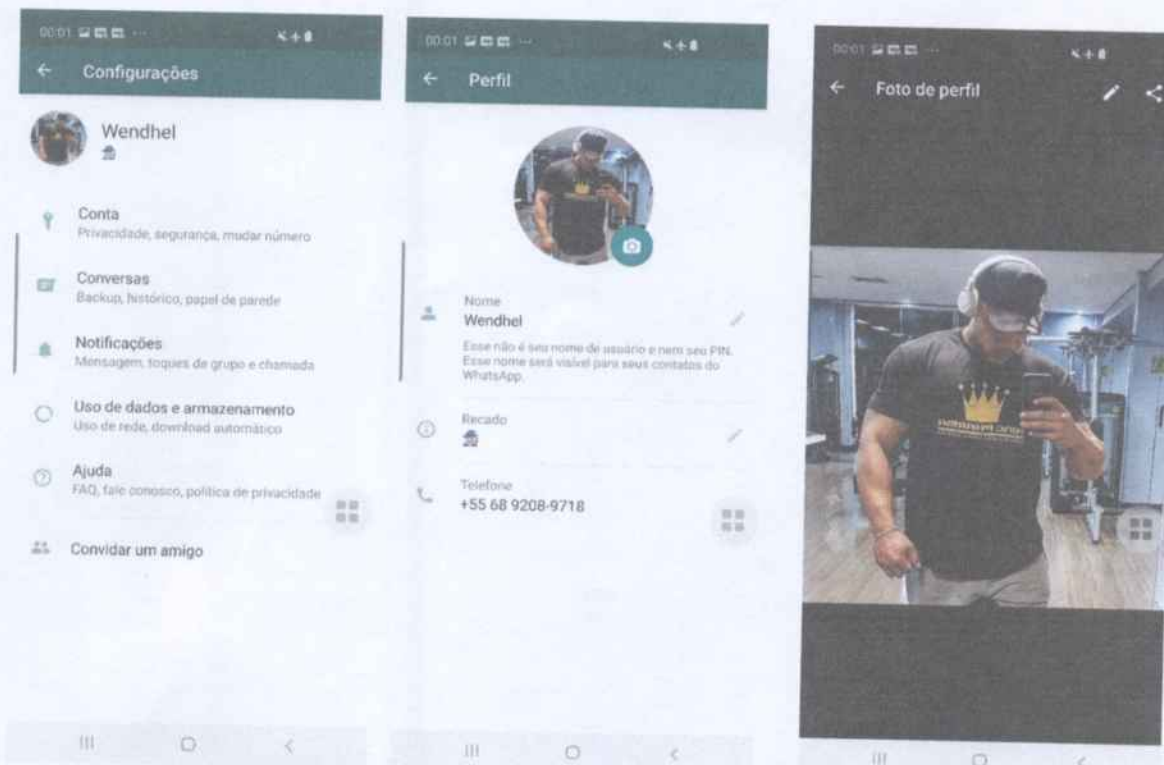 00:01
Configurações
Wendhel
Conta
Privacidade, segurança, mudar número
Conversas
Backup, histórico, papel de parede
Notificações
Mensagem, toques de grupo e chamada
Uso de dados e armazenamento
Uso de rede, download automático
Ajuda
FAQ, fale conosco, política de privacidade
Convidar um amigo
00:01
Perfil
Nome
Wendhel
Esse não é seu nome de usuário e nem seu PIN.
Esse nome será visível para seus contatos do
WhatsApp.
Recado
Telefone
+55 68 9208-9718
00:01
Foto de perfil